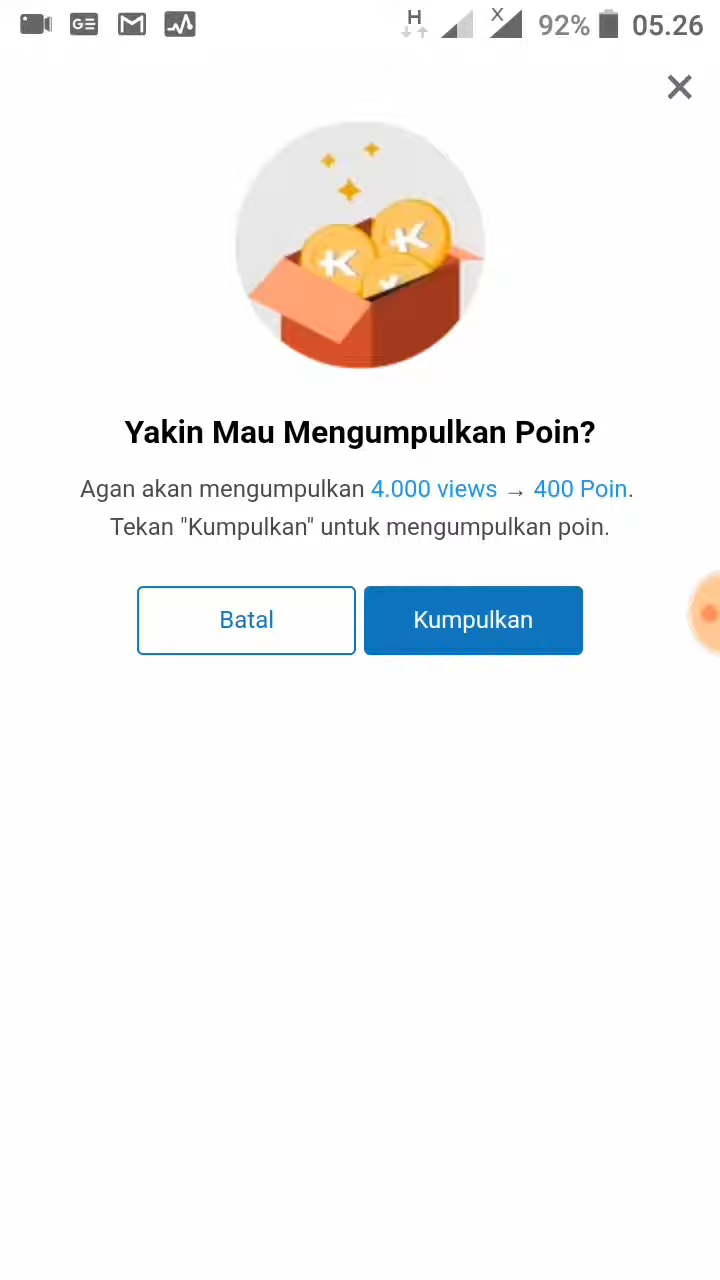 H X 92% 05.26
Yakin Mau Mengumpulkan Poin?
Agan akan mengumpulkan 4.000 views → 400 Poin.
Tekan "Kumpulkan" untuk mengumpulkan poin.
Batal Kumpulkan